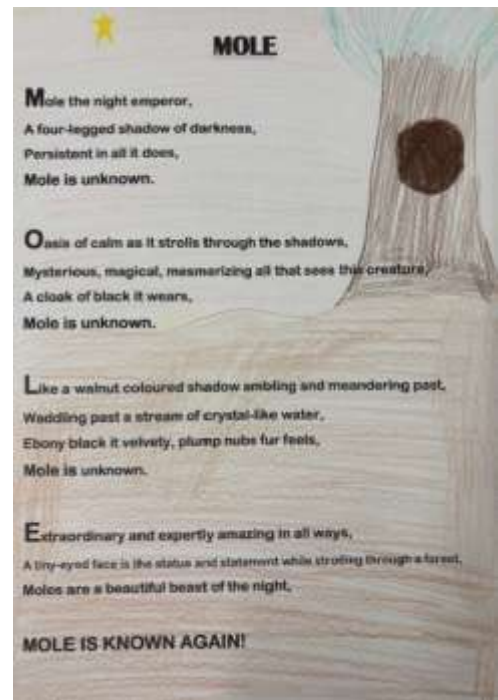 MOLE
Mole the night emperor,
A four-legged shadow of darkness,
Persistent in all it does,
Mole is unknown.
Oasis of calm as it strolls through the shadows,
Mysterious, magical, mesmerizing all that sees this creature,
A cloak of black it wears,
Mole is unknown.
Like a walnut coloured shadow ambling and meandering past,
Waddling past a stream of crystal-like water,
Ebony black it velvety, plump nubs fur feels,
Mole is unknown.
Extraordinary and expertly amazing in all ways,
A tiny-eyed face is the status and statement while strolling through a forest,
Moles are a beautiful beast of the night,
MOLE IS KNOWN AGAIN!